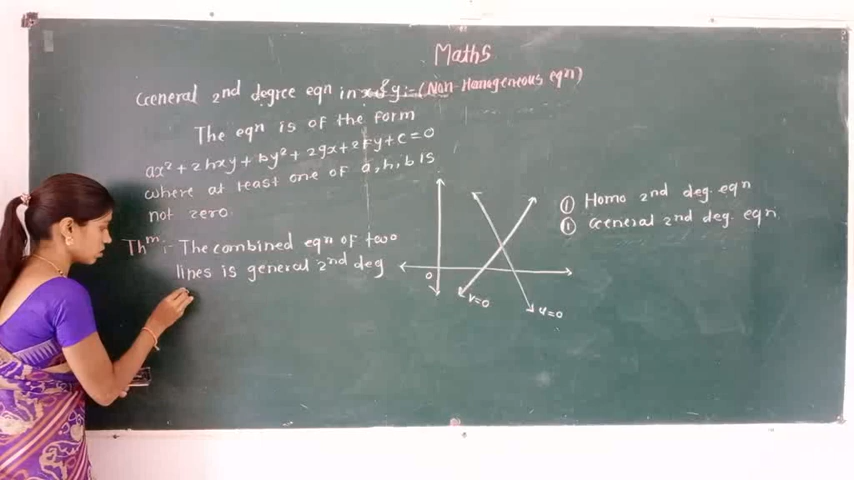 Maths
General 2nd degree eqn in x & y :- (Non-Homogeneous eqn)
The eqn is of the form
ax² + 2hxy + by² + 2gx + 2fy + c = 0
where at least one of a, h, b is
not zero.
Thm :- The combined eqn of two
lines is general 2nd deg
① Homo 2nd deg. eqn
① General 2nd deg. eqn.
0
v=0
u=0